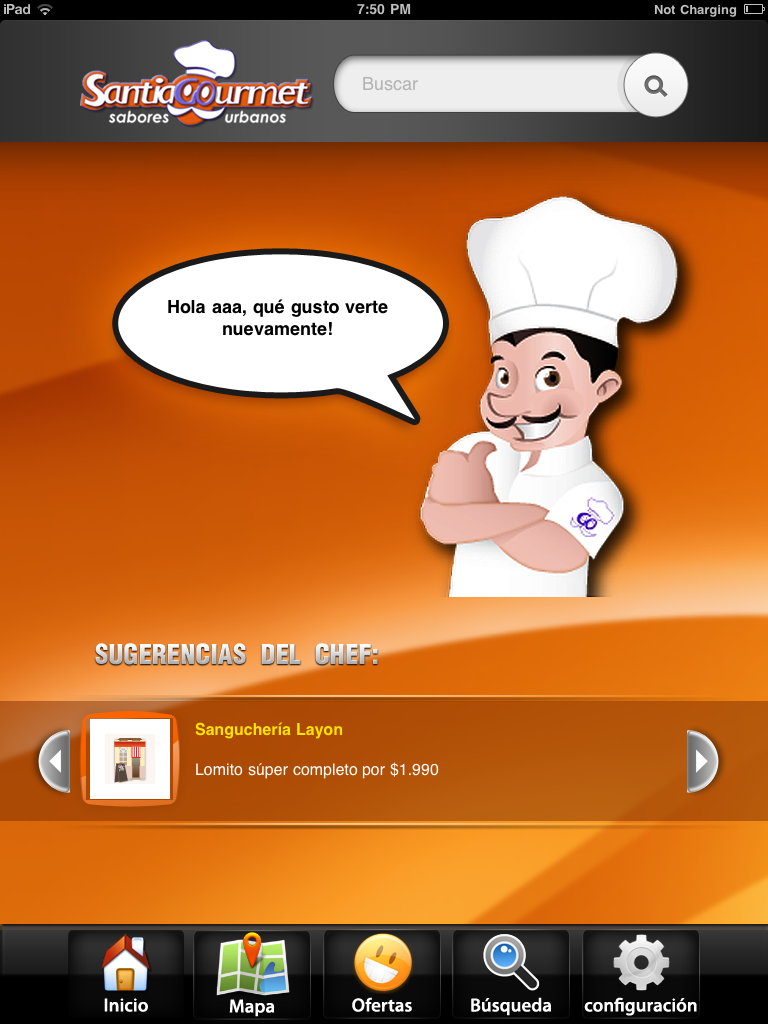 iPad 7:50 PM Not Charging
SantiaGOurmet
sabores urbanos
Buscar
Hola aaa, qué gusto verte
nuevamente!
GO
SUGERENCIAS DEL CHEF:
Sanguchería Layon
Lomito súper completo por $1.990
Inicio Mapa Ofertas Búsqueda configuración